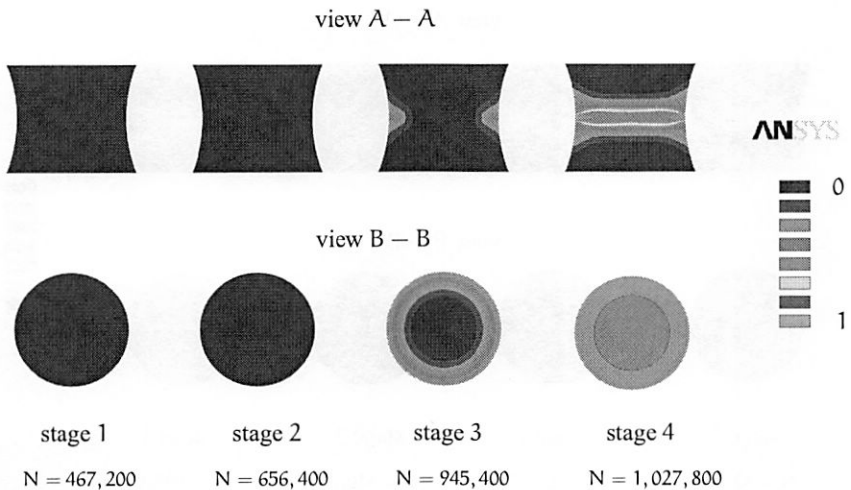 view A – A
ANSYS
0
view B – B
1
stage 1
stage 2
stage 3
stage 4
N = 467,200
N = 656,400
N = 945,400
N = 1,027,800